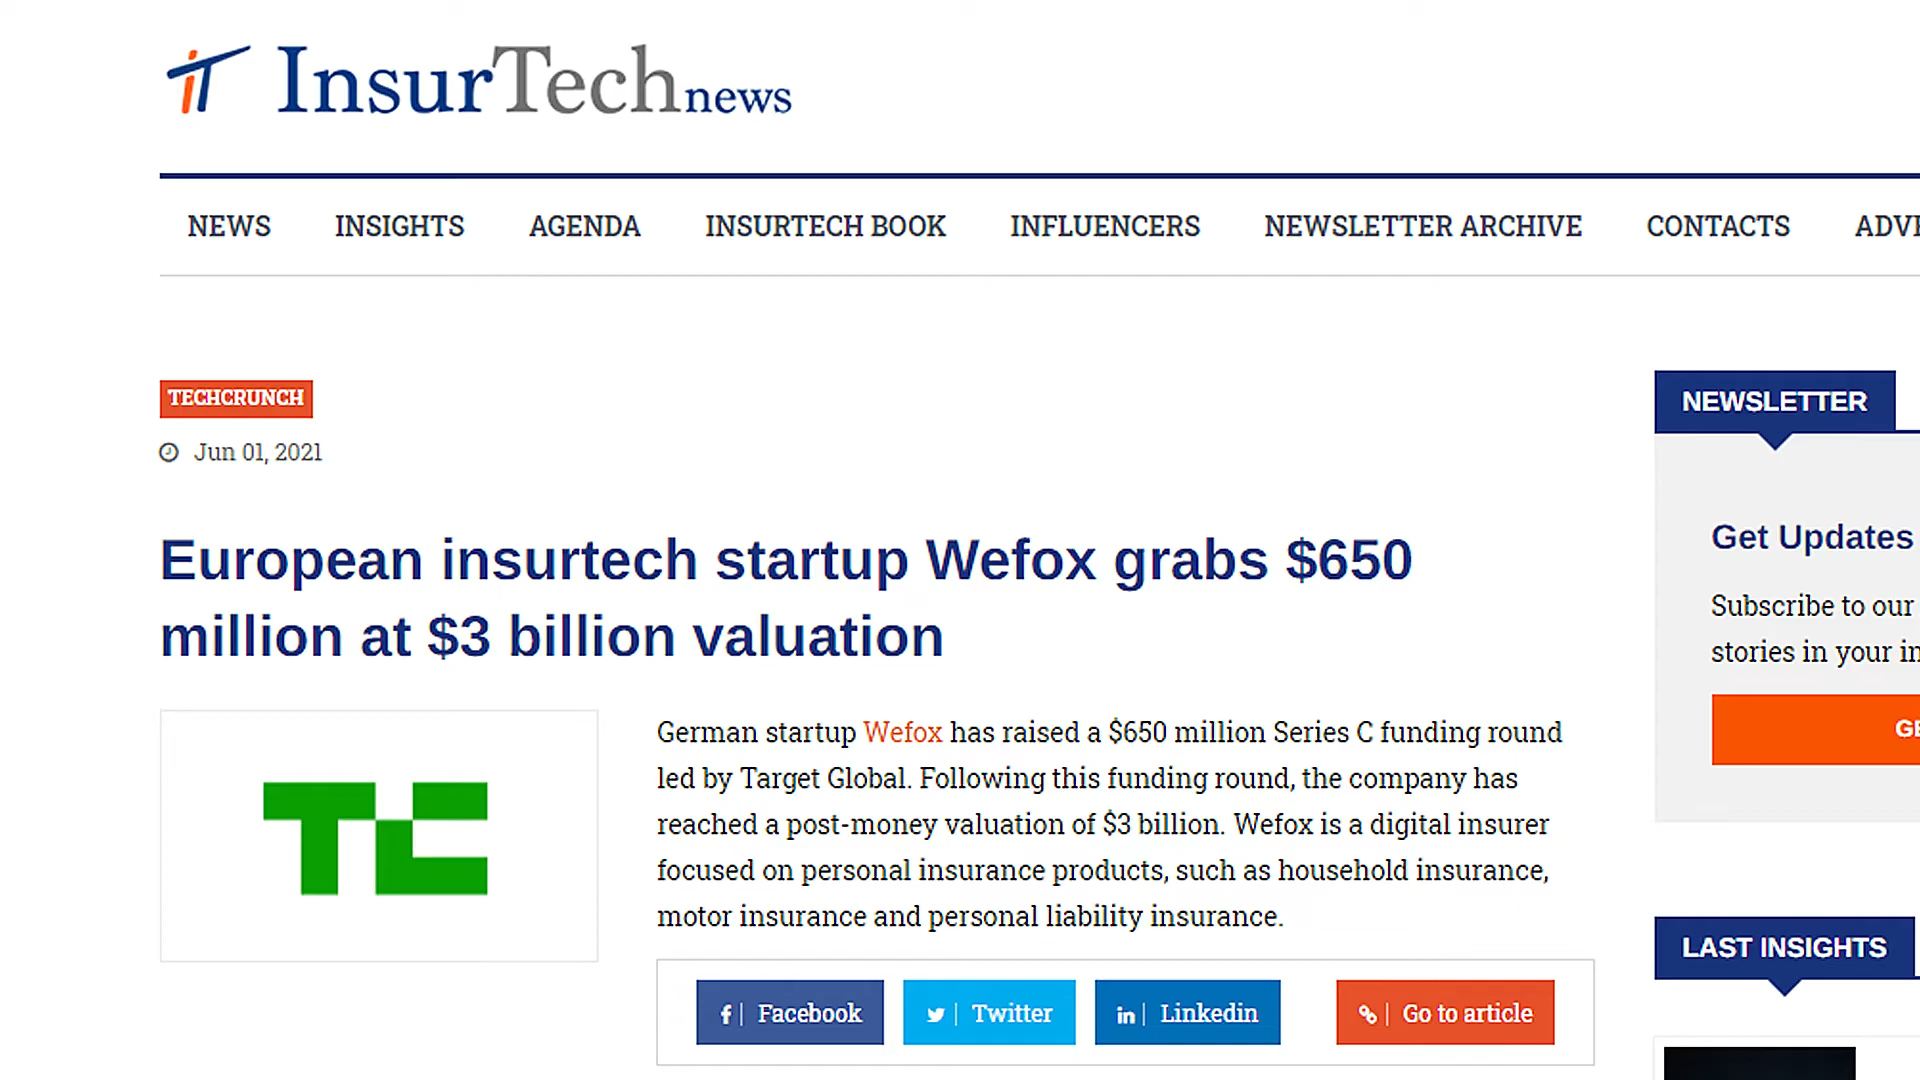 iT InsurTechnews
NEWS INSIGHTS AGENDA INSURTECH BOOK INFLUENCERS NEWSLETTER ARCHIVE CONTACTS ADVE
TECHCRUNCH
Jun 01, 2021
European insurtech startup Wefox grabs $650
million at $3 billion valuation
TC
German startup Wefox has raised a $650 million Series C funding round
led by Target Global. Following this funding round, the company has
reached a post-money valuation of $3 billion. Wefox is a digital insurer
focused on personal insurance products, such as household insurance,
motor insurance and personal liability insurance.
f | Facebook
| Twitter
in | Linkedin
| Go to article
NEWSLETTER
Get Updates
Subscribe to our
stories in your in
GE
LAST INSIGHTS